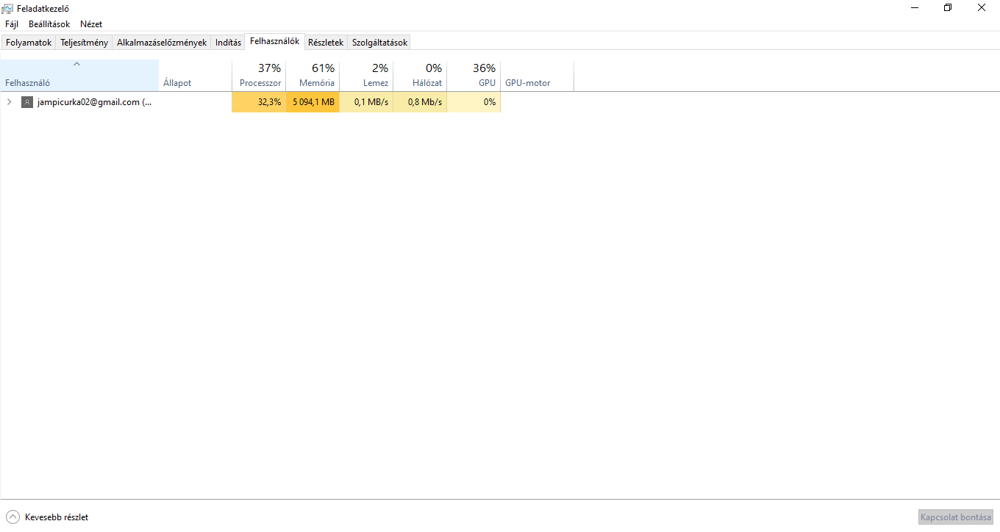 Feladatkezelő
Fájl Beállítások Nézet
Folyamatok Teljesítmény Alkalmazáselőzmények Indítás Felhasználók Részletek Szolgáltatások
37% 61% 2% 0% 36%
Felhasználó Állapot Processzor Memória Lemez Hálózat GPU GPU-motor
jampicurka02@gmail.com (... 32,3% 5 094,1 MB 0,1 MB/s 0,8 Mb/s 0%
Kevesebb részlet Kapcsolat bontása